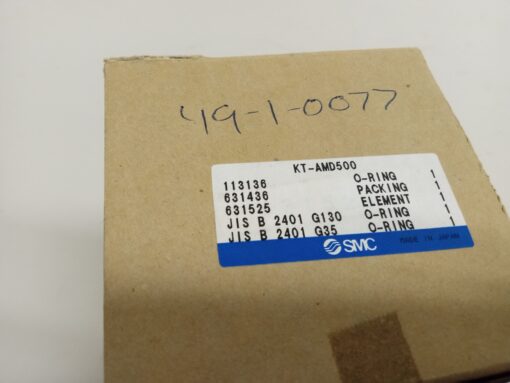 49-1-0077
KT-AMD500
113136 O-RING 1
631436 PACKING 1
631525 ELEMENT 1
JIS B 2401 G130 O-RING 1
JIS B 2401 G35 O-RING 1
SMC MADE IN JAPAN